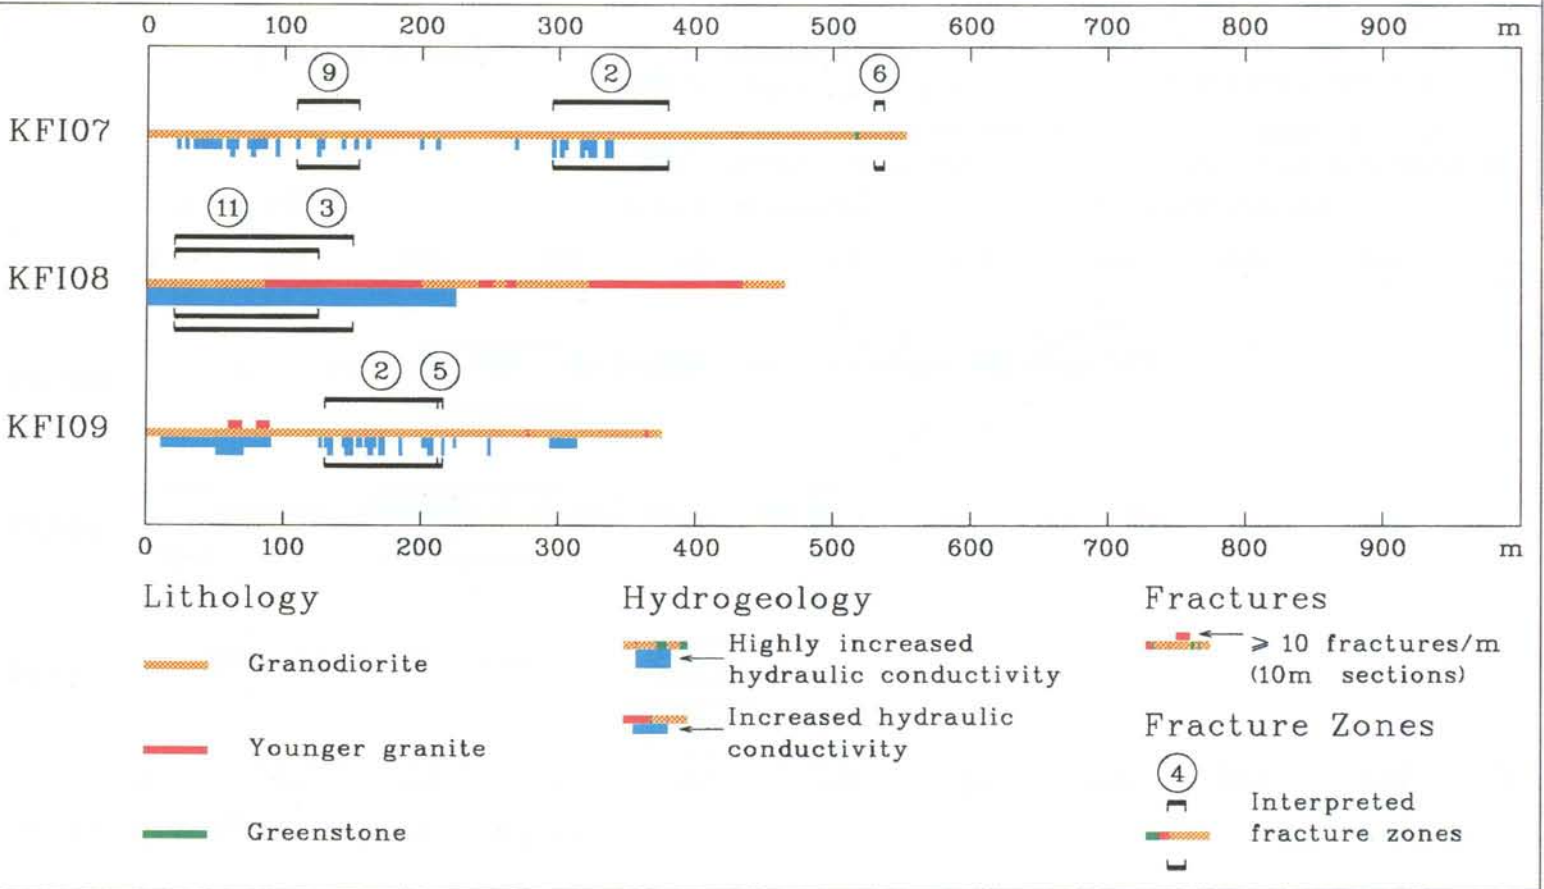 0 100 200 300 400 500 600 700 800 900 m
9 2 6
KFI07
11 3
KFI08
2 5
KFI09
0 100 200 300 400 500 600 700 800 900 m
Lithology
Granodiorite
Younger granite
Greenstone
Hydrogeology
Highly increased
hydraulic conductivity
Increased hydraulic
conductivity
Fractures
⩾ 10 fractures/m
(10m sections)
Fracture Zones
4
Interpreted
fracture zones